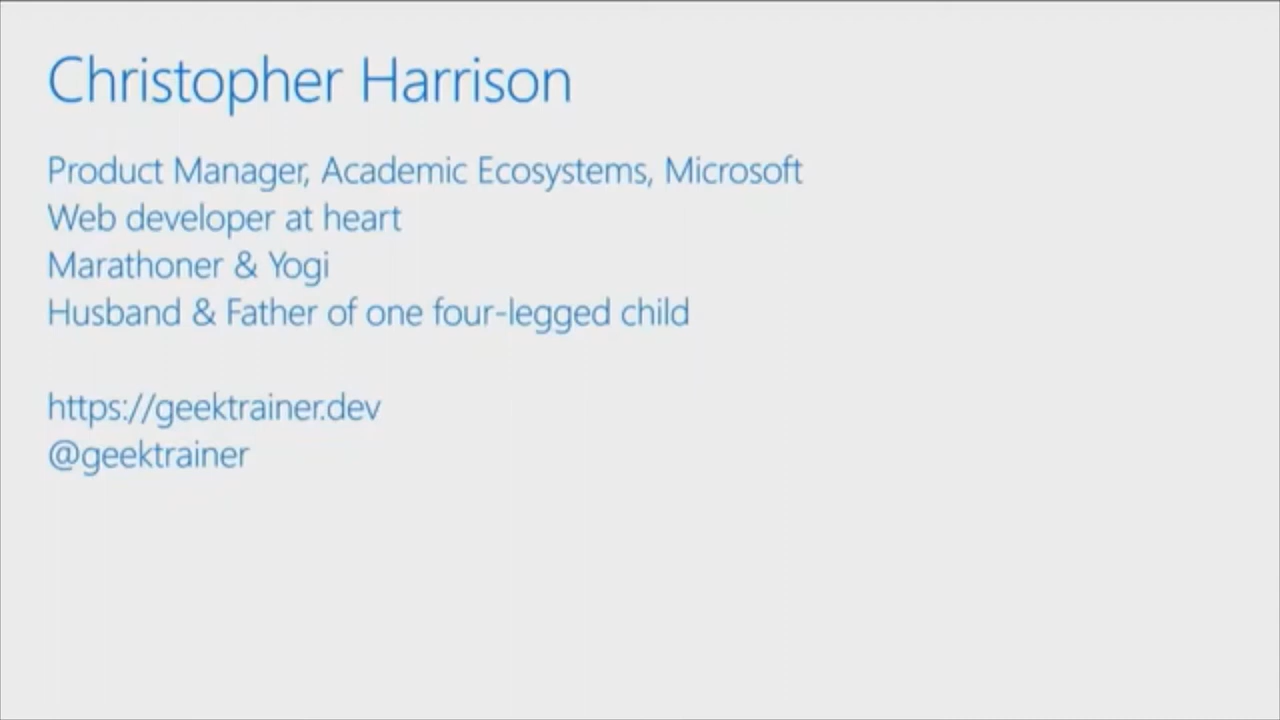 Christopher Harrison
Product Manager, Academic Ecosystems, Microsoft
Web developer at heart
Marathoner & Yogi
Husband & Father of one four-legged child
https://geektrainer.dev
@geektrainer